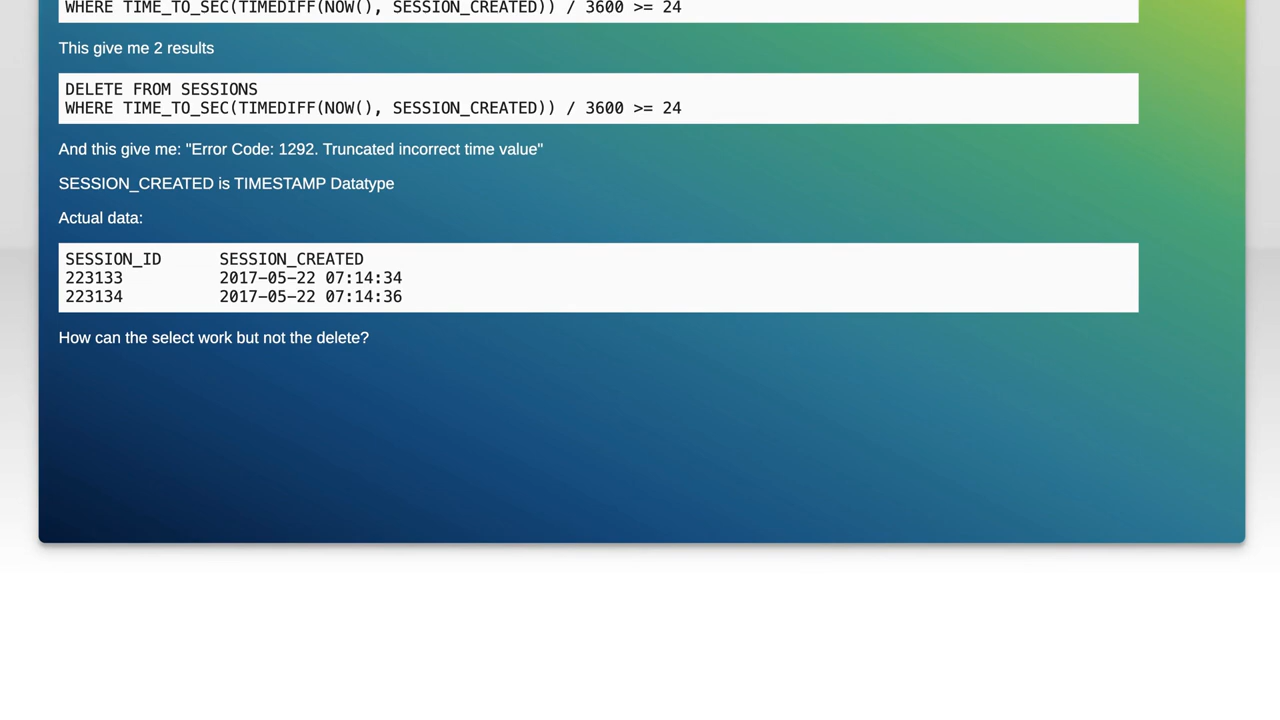 WHERE TIME_TO_SEC(TIMEDIFF(NOW(), SESSION_CREATED)) / 3600 >= 24
This give me 2 results
DELETE FROM SESSIONS
WHERE TIME_TO_SEC(TIMEDIFF(NOW(), SESSION_CREATED)) / 3600 >= 24
And this give me: "Error Code: 1292. Truncated incorrect time value"
SESSION_CREATED is TIMESTAMP Datatype
Actual data:
SESSION_ID      SESSION_CREATED
223133          2017-05-22 07:14:34
223134          2017-05-22 07:14:36
How can the select work but not the delete?